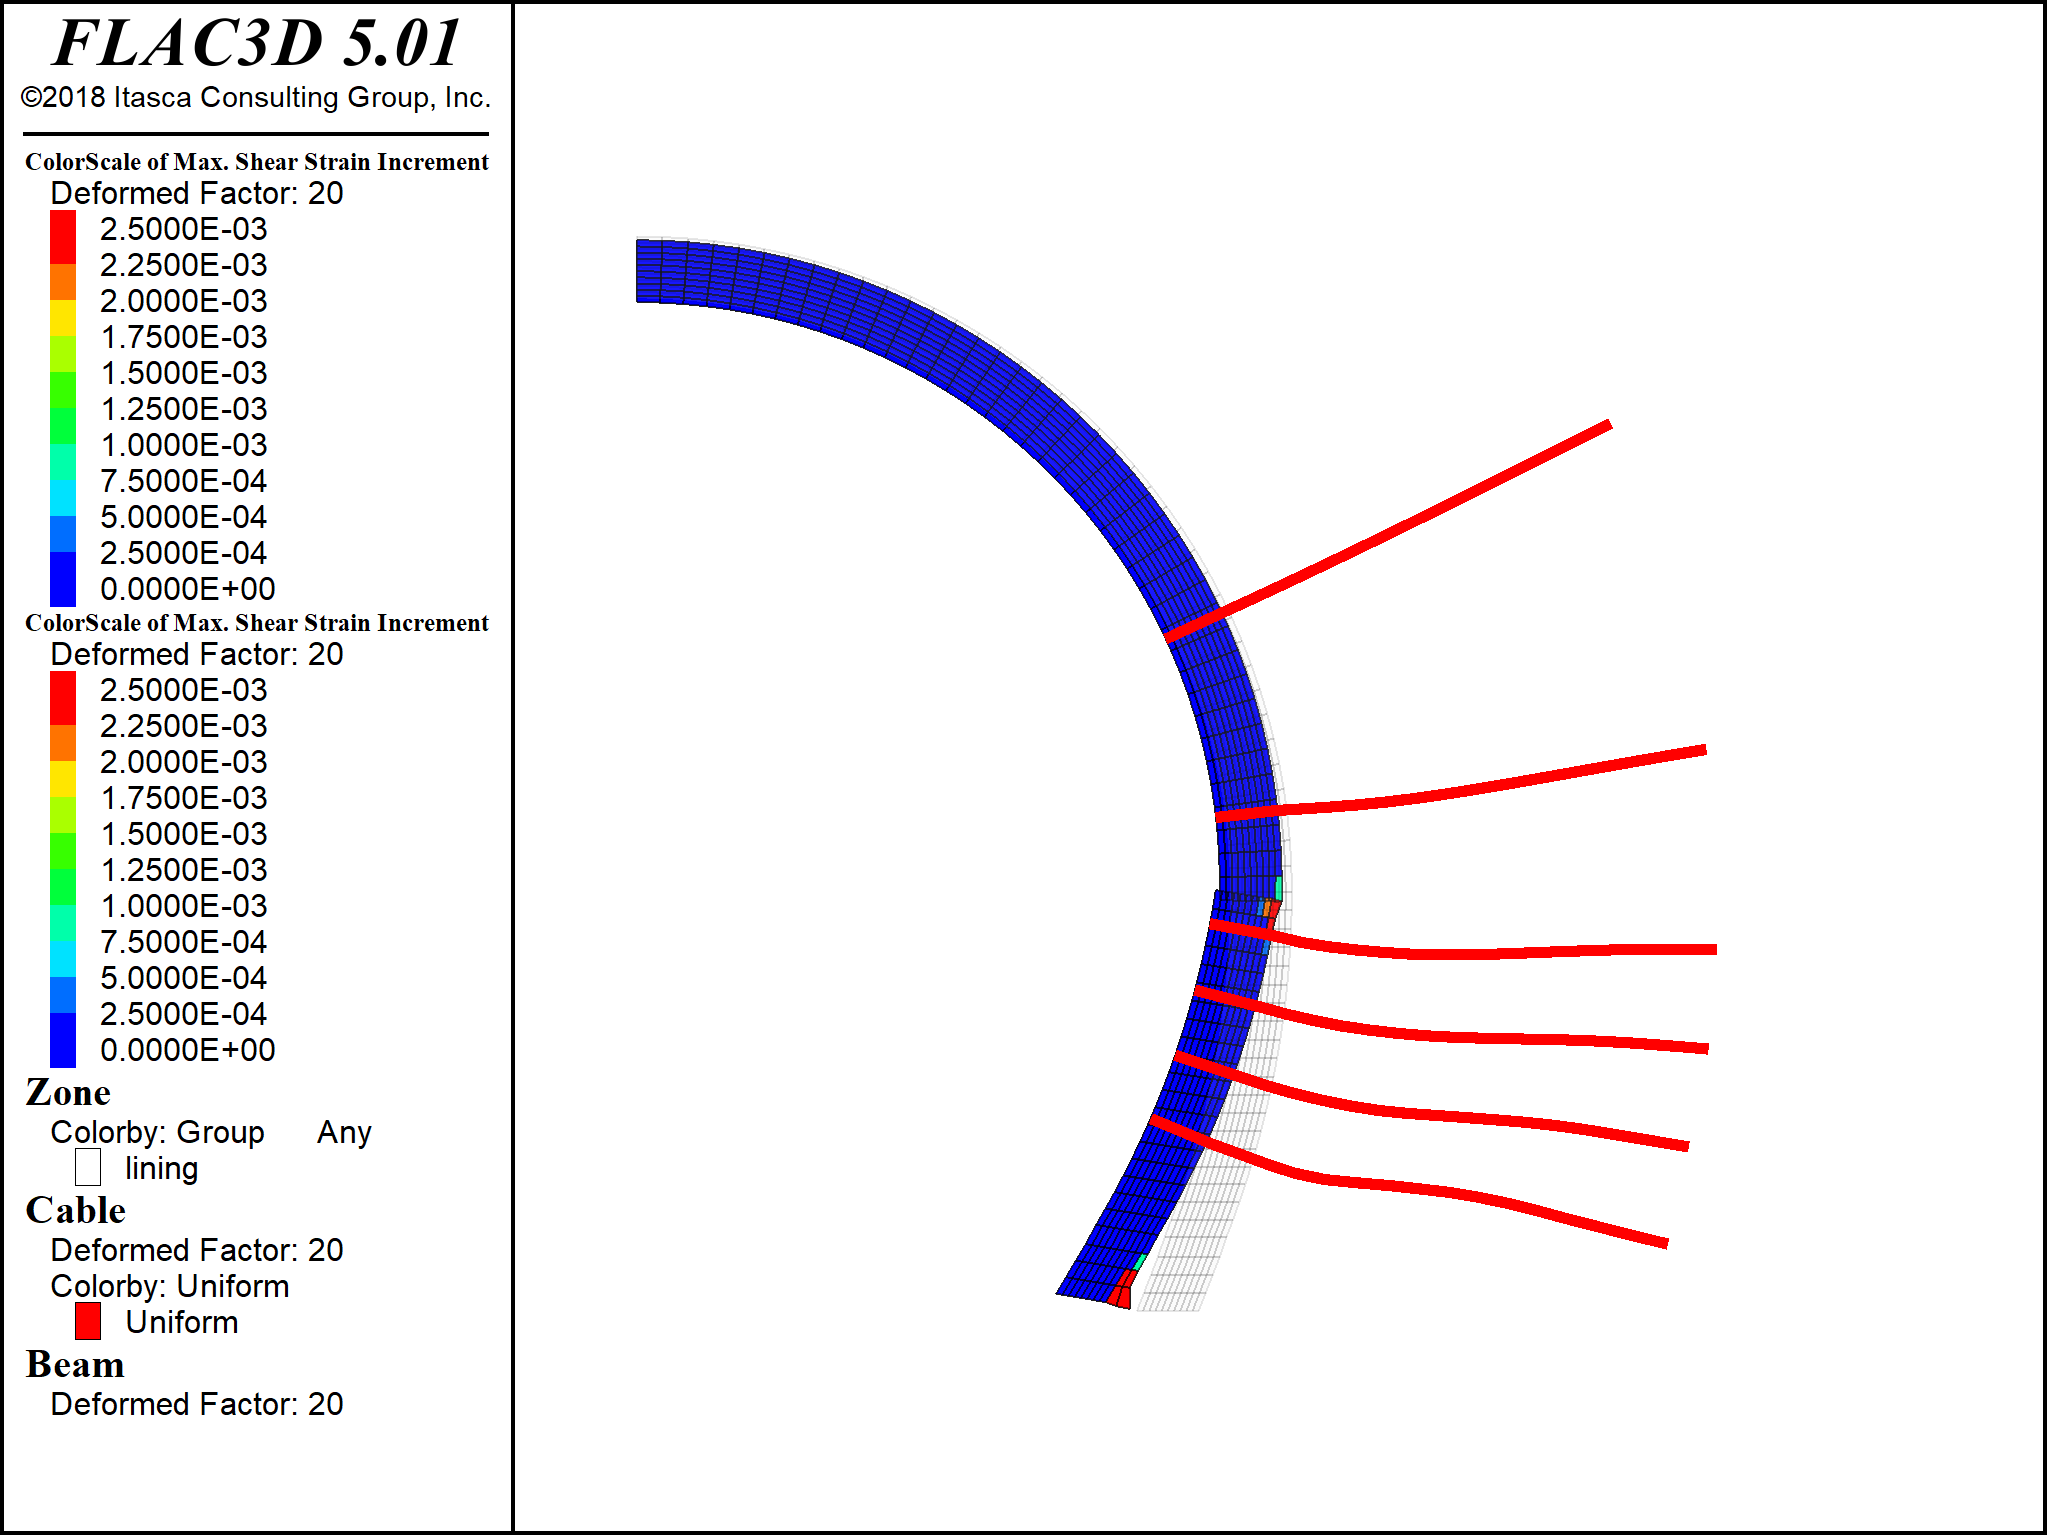 FLAC3D 5.01
©2018 Itasca Consulting Group, Inc.
ColorScale of Max. Shear Strain Increment
Deformed Factor: 20
2.5000E-03
2.2500E-03
2.0000E-03
1.7500E-03
1.5000E-03
1.2500E-03
1.0000E-03
7.5000E-04
5.0000E-04
2.5000E-04
0.0000E+00
ColorScale of Max. Shear Strain Increment
Deformed Factor: 20
2.5000E-03
2.2500E-03
2.0000E-03
1.7500E-03
1.5000E-03
1.2500E-03
1.0000E-03
7.5000E-04
5.0000E-04
2.5000E-04
0.0000E+00
Zone
Colorby: Group Any
lining
Cable
Deformed Factor: 20
Colorby: Uniform
Uniform
Beam
Deformed Factor: 20